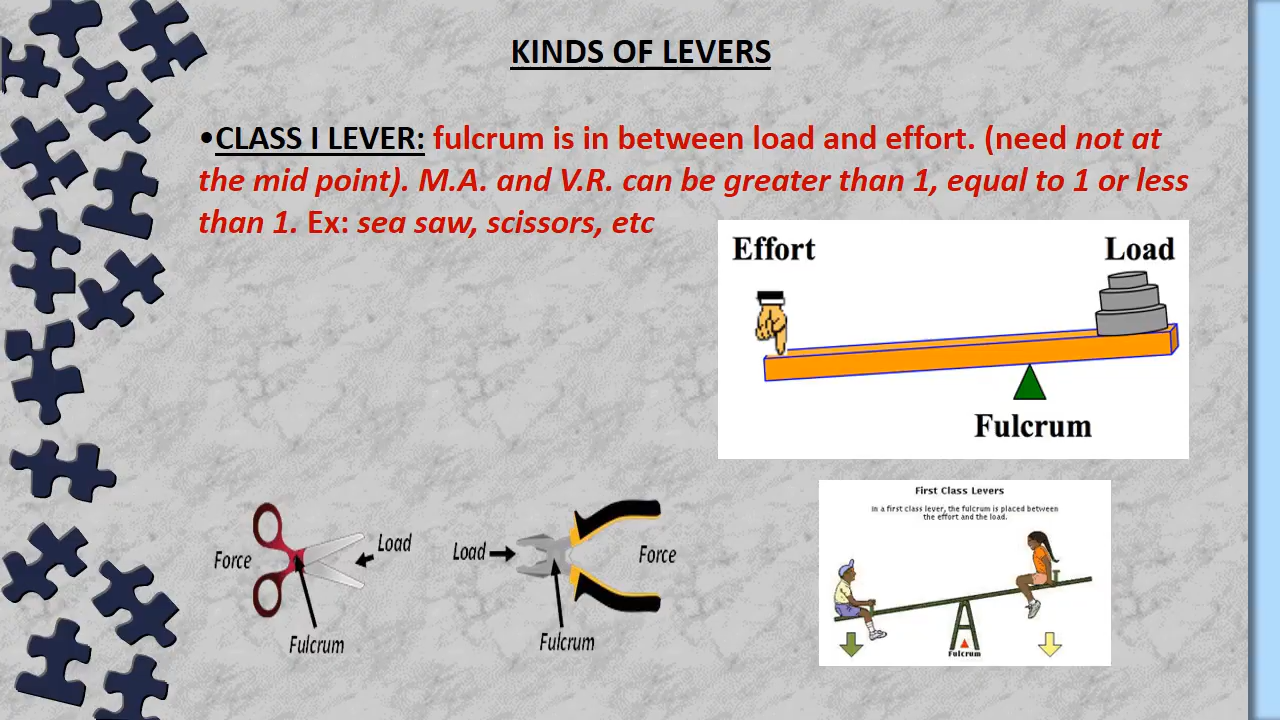 KINDS OF LEVERS
•CLASS I LEVER: fulcrum is in between load and effort. (need not at
the mid point). M.A. and V.R. can be greater than 1, equal to 1 or less
than 1. Ex: sea saw, scissors, etc
Effort
Load
Fulcrum
Force
Load
Fulcrum
Load
Force
Fulcrum
First Class Levers
In a first class lever, the fulcrum is placed between
the effort and the load.
Fulcrum